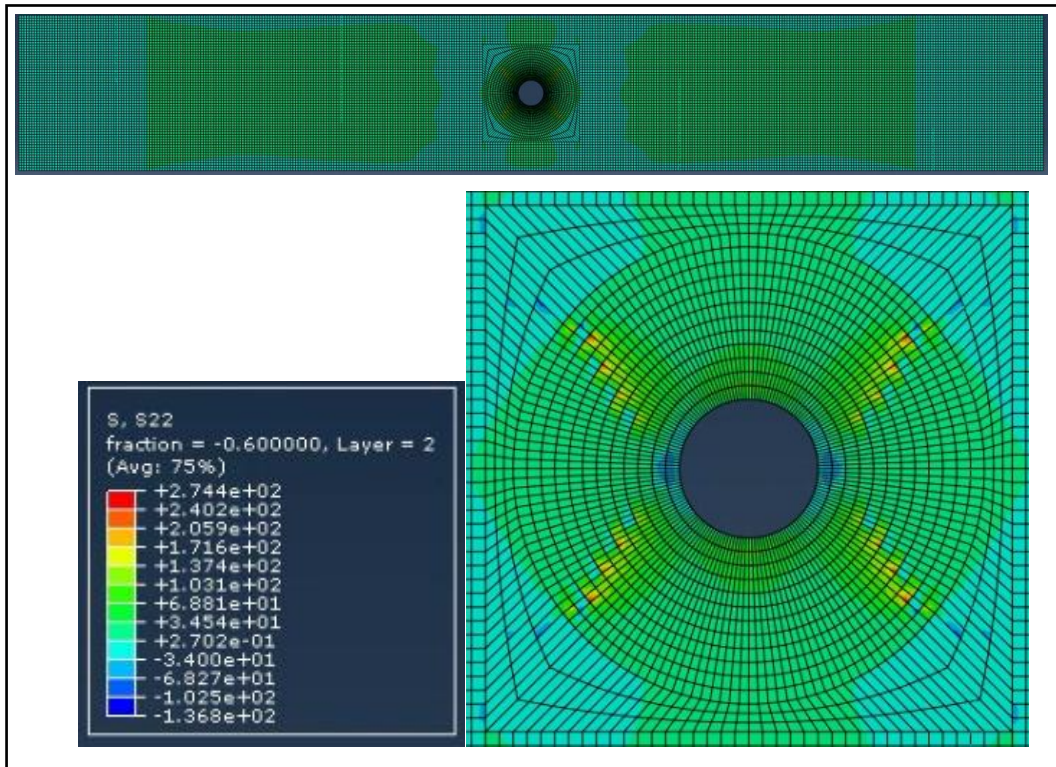 S, S22
fraction = -0.600000, Layer = 2
(Avg: 75%)
+2.744e+02
+2.402e+02
+2.059e+02
+1.716e+02
+1.374e+02
+1.031e+02
+6.881e+01
+3.454e+01
+2.702e-01
-3.400e+01
-6.827e+01
-1.025e+02
-1.368e+02